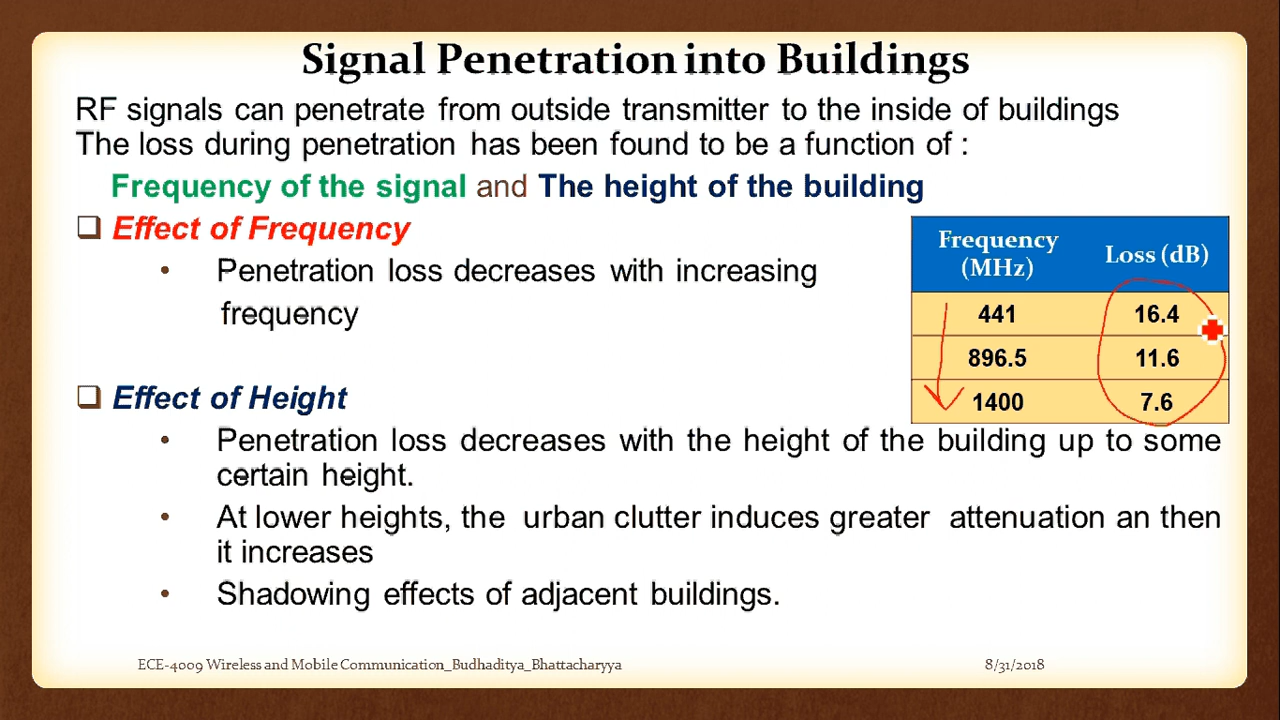 Signal Penetration into Buildings
RF signals can penetrate from outside transmitter to the inside of buildings
The loss during penetration has been found to be a function of :
Frequency of the signal and The height of the building
Effect of Frequency
• Penetration loss decreases with increasing
frequency
Frequency (MHz) Loss (dB)
441 16.4
896.5 11.6
1400 7.6
Effect of Height
• Penetration loss decreases with the height of the building up to some
certain height.
• At lower heights, the urban clutter induces greater attenuation an then
it increases
• Shadowing effects of adjacent buildings.
ECE-4009 Wireless and Mobile Communication_Budhaditya_Bhattacharyya 8/31/2018